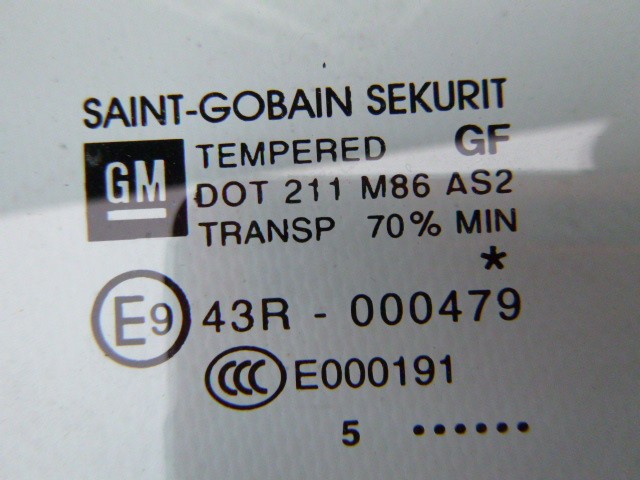 SAINT-GOBAIN SEKURIT
GM TEMPERED GF
DOT 211 M86 AS2
TRANSP 70% MIN
*
E9 43R - 000479
CCC E000191
5 ......